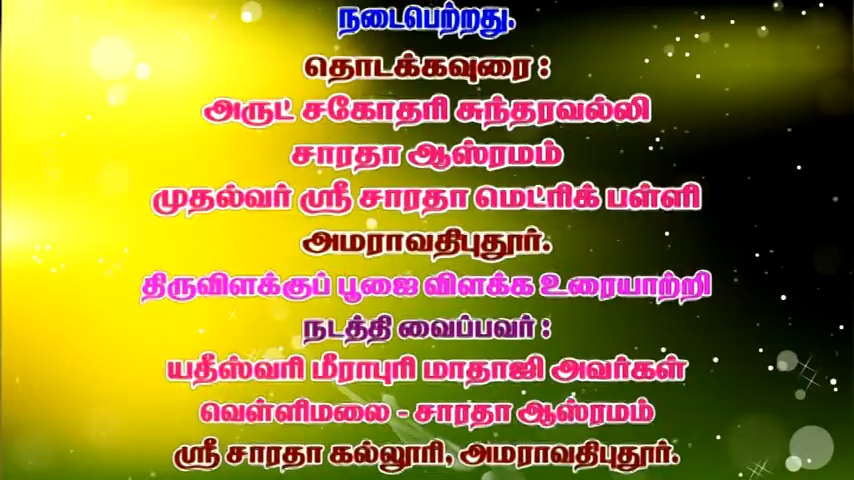 நடைபெற்றது.
தொடக்கவுரை :
அருட் சகோதரி சுந்தரவல்லி
சாரதா ஆஸ்ரமம்
முதல்வர் ஸ்ரீ சாரதா மெட்ரிக் பள்ளி
அமராவதிபுதூர்.
திருவிளக்குப் பூஜை விளக்க உரையாற்றி
நடத்தி வைப்பவர் :
யதீஸ்வரி மீராபுரி மாதாஜி அவர்கள்
வெள்ளிமலை - சாரதா ஆஸ்ரமம்
ஸ்ரீ சாரதா கல்லூரி, அமராவதிபுதூர்.